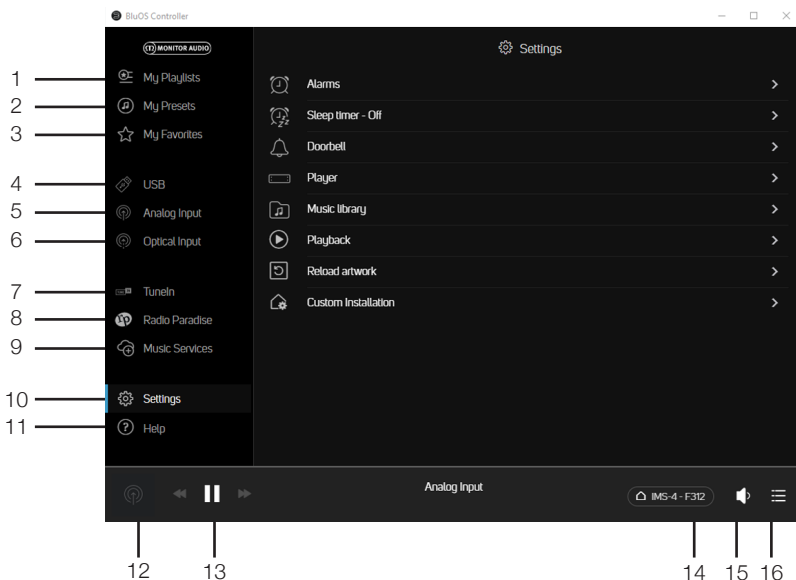 BluOS Controller
MONITOR AUDIO
Settings
1 My Playlists
2 My Presets
3 My Favorites
4 USB
5 Analog Input
6 Optical Input
7 TuneIn
8 Radio Paradise
9 Music Services
10 Settings
11 Help
Alarms
Sleep timer - Off
Doorbell
Player
Music library
Playback
Reload artwork
Custom Installation
Analog Input
IMS-4 - F312
12 13 14 15 16